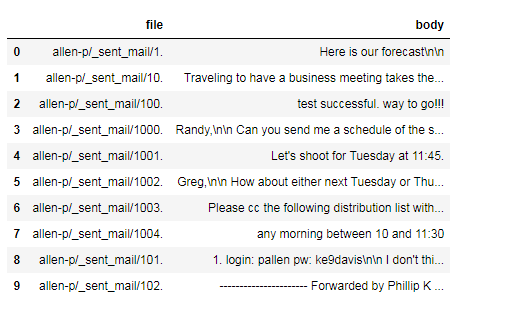 file body
0 allen-p/_sent_mail/1. Here is our forecast\n\n
1 allen-p/_sent_mail/10. Traveling to have a business meeting takes the...
2 allen-p/_sent_mail/100. test successful. way to go!!!
3 allen-p/_sent_mail/1000. Randy,\n\n Can you send me a schedule of the s...
4 allen-p/_sent_mail/1001. Let's shoot for Tuesday at 11:45.
5 allen-p/_sent_mail/1002. Greg,\n\n How about either next Tuesday or Thu...
6 allen-p/_sent_mail/1003. Please cc the following distribution list with...
7 allen-p/_sent_mail/1004. any morning between 10 and 11:30
8 allen-p/_sent_mail/101. 1. login: pallen pw: ke9davis\n\n I don't thi...
9 allen-p/_sent_mail/102. ---------------------- Forwarded by Phillip K ...